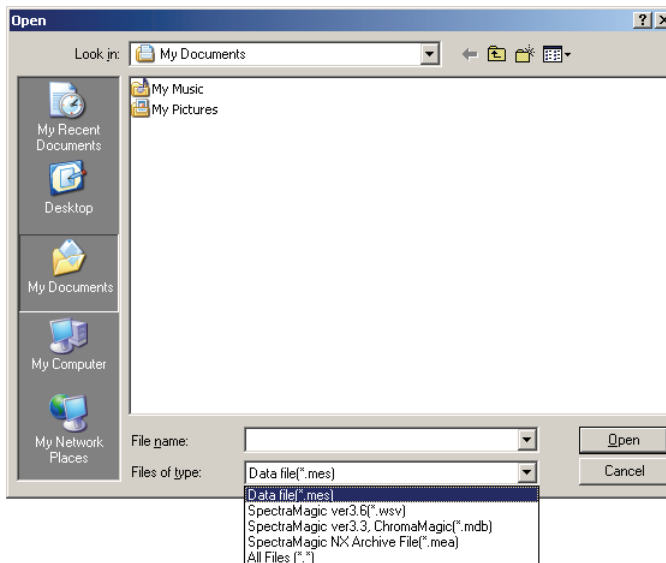 Open
Look in:
My Documents
My Music
My Pictures
My Recent
Documents
Desktop
My Documents
My Computer
My Network
Places
File name:
Open
Files of type:
Data file(*.mes)
Cancel
Data file(*.mes)
SpectraMagic ver3.6(*.wsv)
SpectraMagic ver3.3, ChromaMagic(*.mdb)
SpectraMagic NX Archive File(*.mea)
All Files (*.*)